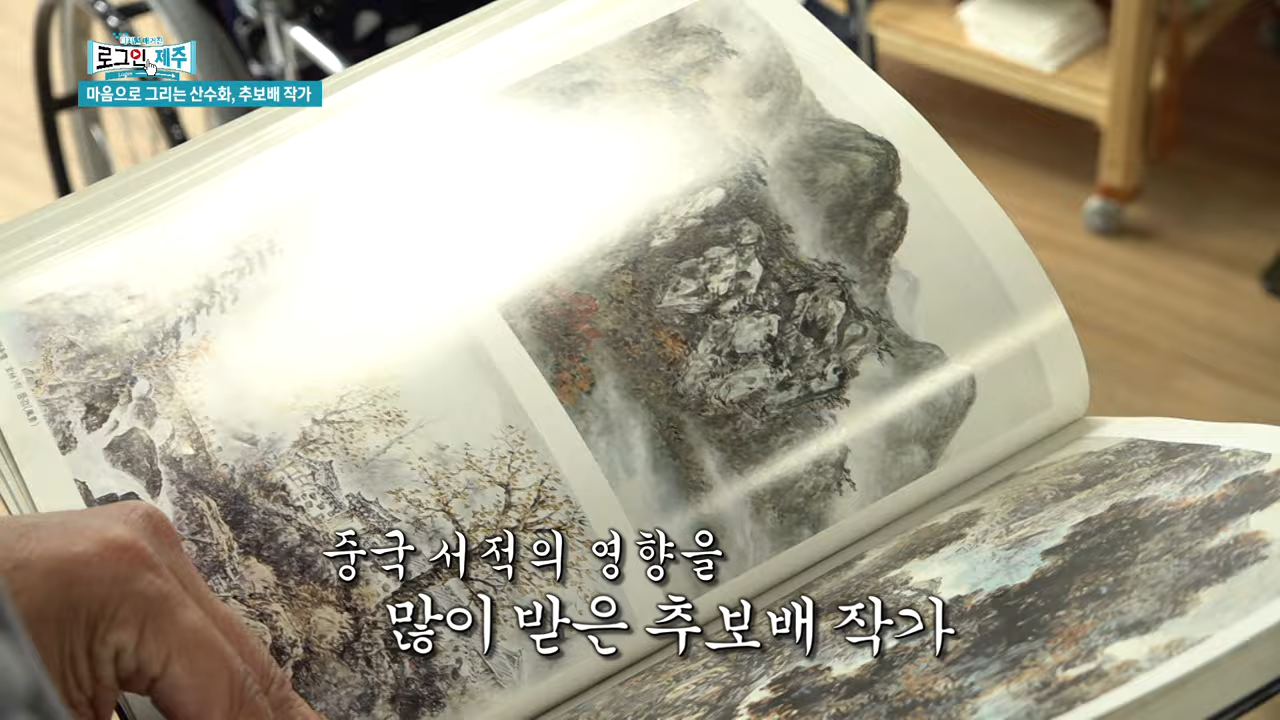 로그인 제주
Login
마음으로 그리는 산수화, 추보배 작가
중국 서적의 영향을
많이 받은 추보배 작가